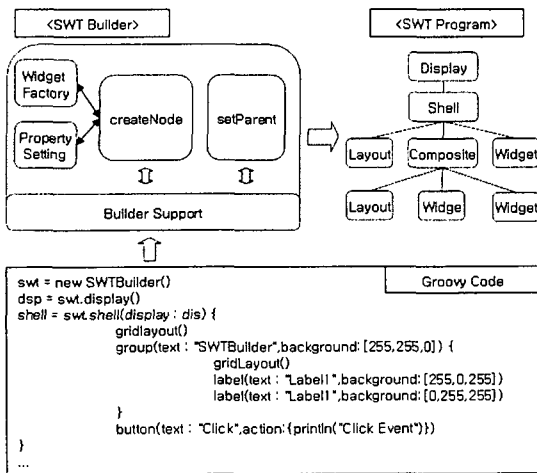 <SWT Builder>
<SWT Program>
Widget
Factory
Property
Setting
createNode
setParent
Builder Support
Display
Shell
Layout
Composite
Widget
Layout
Widge
Widget
Groovy Code
swt = new SWTBuilder()
dsp = swt.display()
shell = swt.shell(display : dis) {
gridlayout()
group(text : "SWTBuilder",background:[255,255,0]) {
gridLayout()
label(text : "Label1",background:[255,0,255])
label(text : "Label1",background:[0,255,255])
}
button(text : "Click",action:{println("Click Event")})
}
...